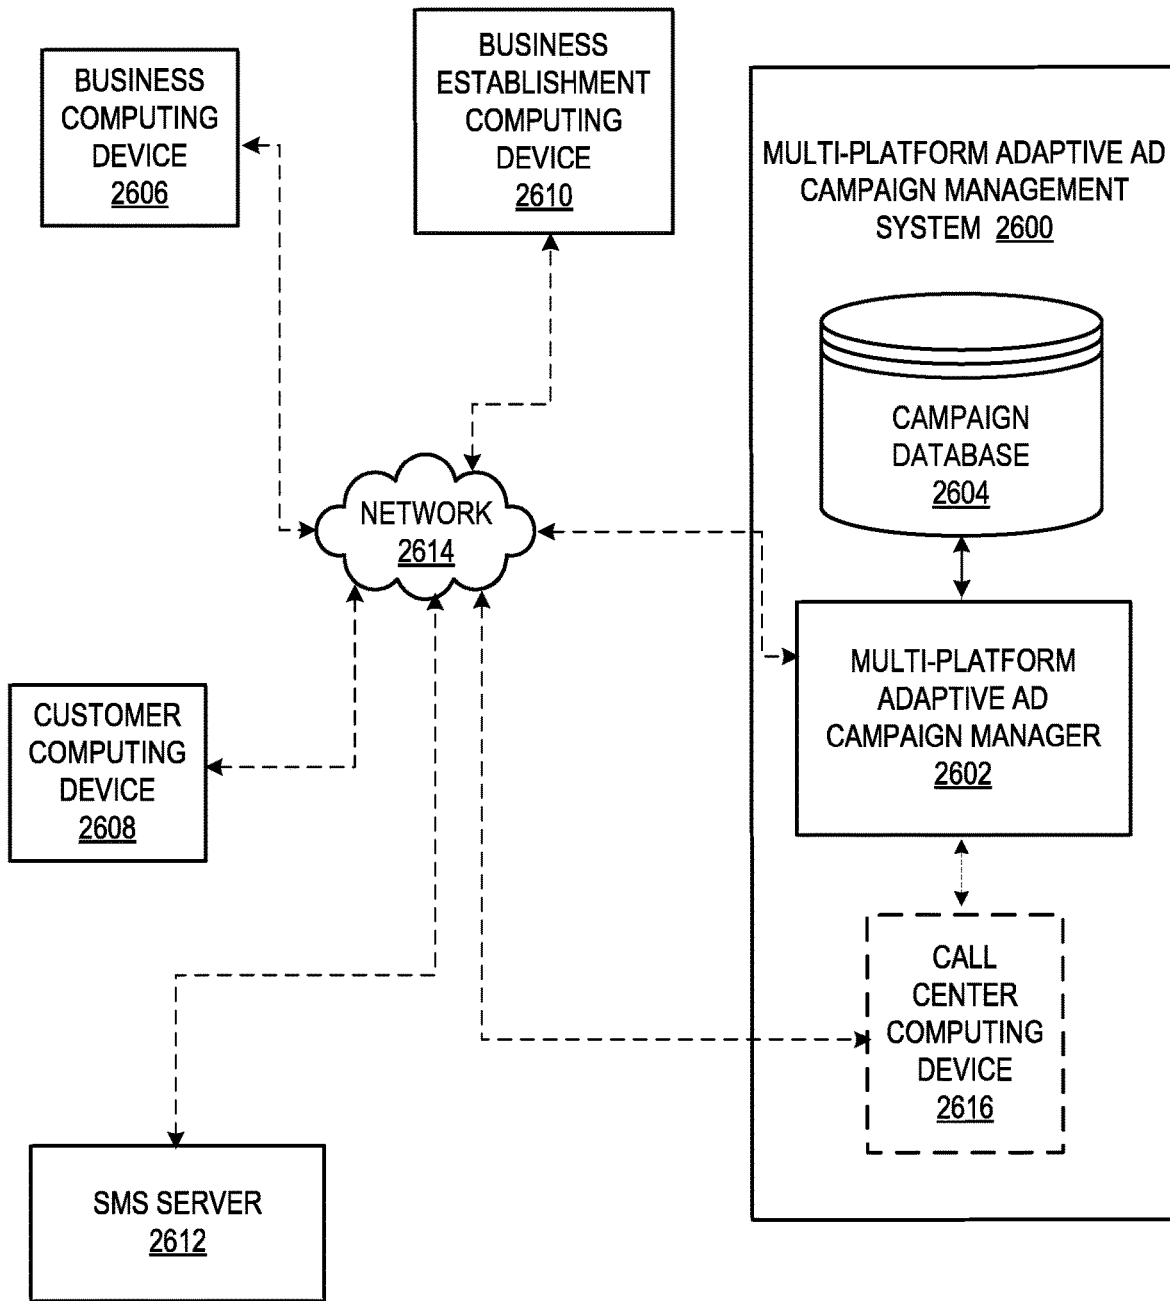 BUSINESS
COMPUTING
DEVICE
2606
BUSINESS
ESTABLISHMENT
COMPUTING
DEVICE
2610
MULTI-PLATFORM ADAPTIVE AD
CAMPAIGN MANAGEMENT
SYSTEM 2600
CAMPAIGN
DATABASE
2604
NETWORK
2614
MULTI-PLATFORM
ADAPTIVE AD
CAMPAIGN MANAGER
2602
CUSTOMER
COMPUTING
DEVICE
2608
CALL
CENTER
COMPUTING
DEVICE
2616
SMS SERVER
2612